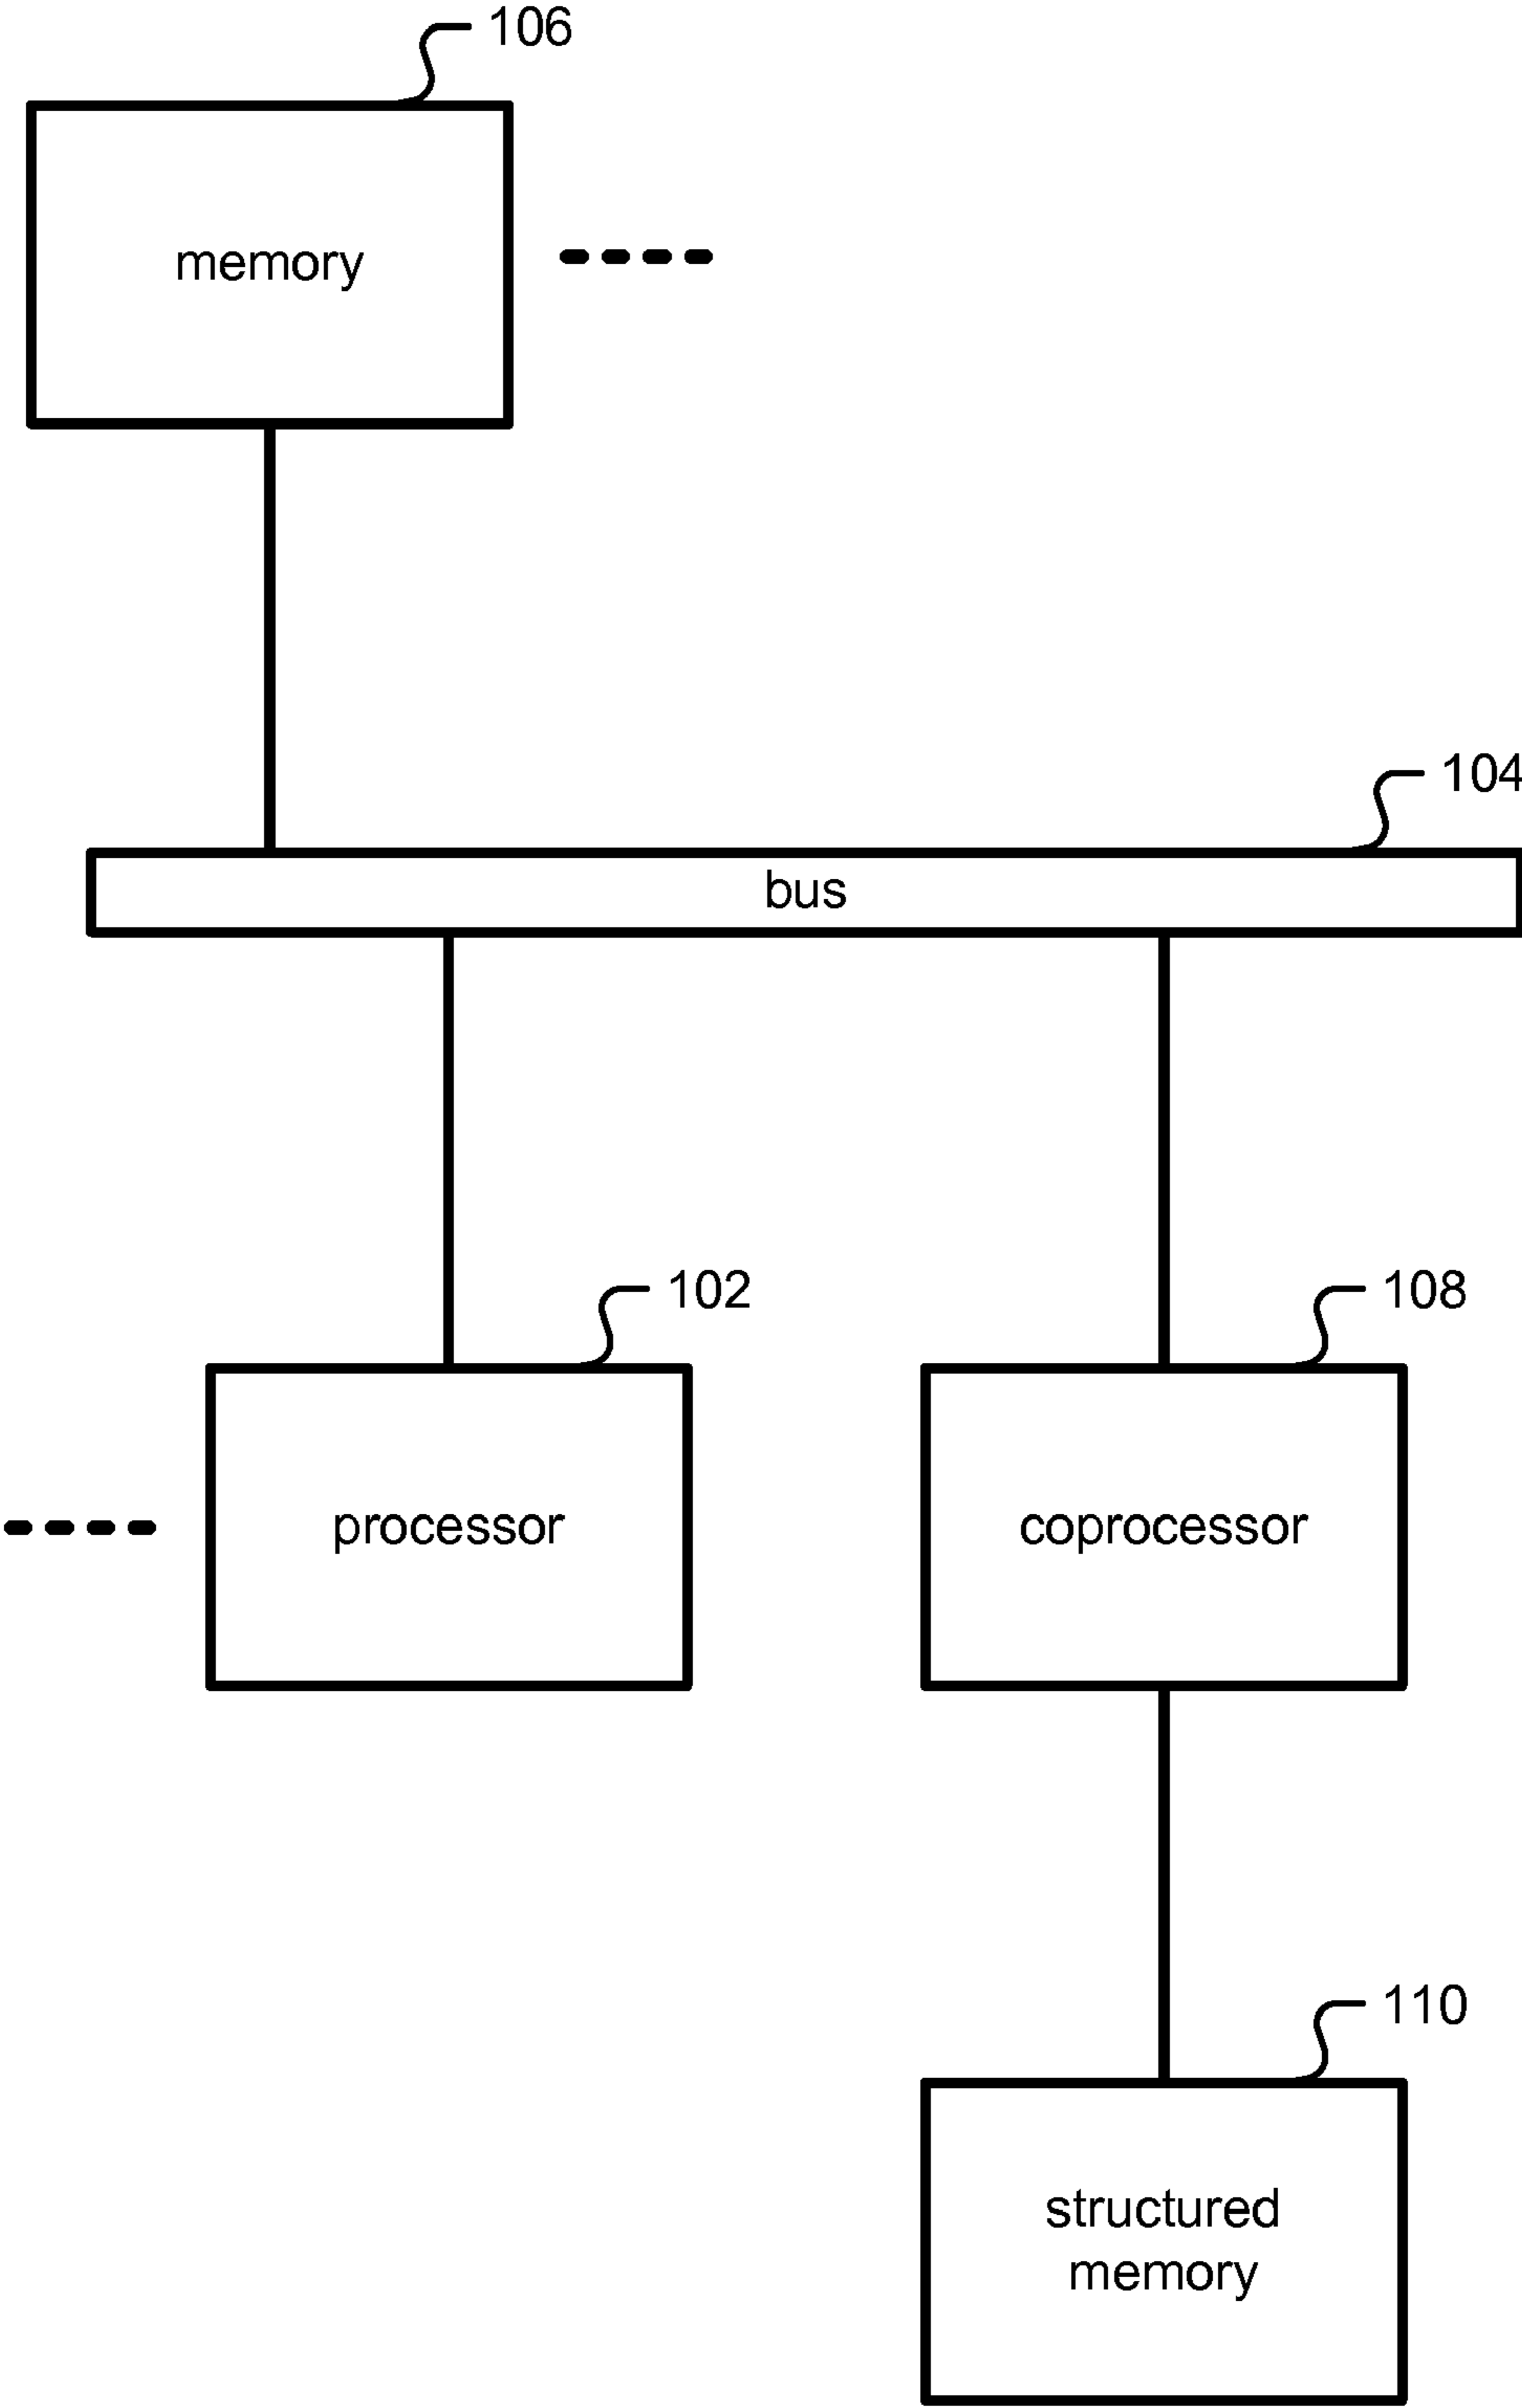 106
memory
104
bus
102
108
processor
coprocessor
110
structured
memory